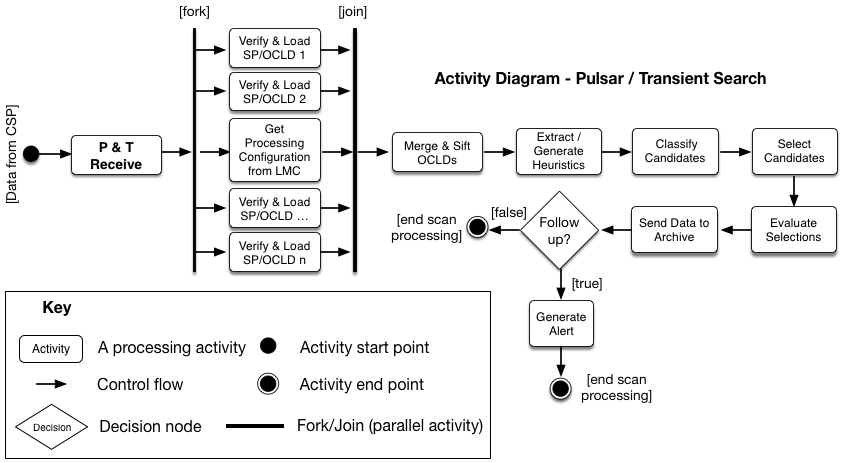 [fork]
[join]
Verify & Load
SP/OCLD 1
Verify & Load
SP/OCLD 2
Activity Diagram - Pulsar / Transient Search
[Data from CSP]
P & T
Receive
Get
Processing
Configuration
from LMC
Merge & Sift
OCLDs
Extract /
Generate
Heuristics
Classify
Candidates
Select
Candidates
Verify & Load
SP/OCLD ...
Verify & Load
SP/OCLD n
[end scan
processing]
[false]
Follow
up?
Send Data to
Archive
Evaluate
Selections
[true]
Generate
Alert
[end scan
processing]
Key
Activity
A processing activity
Activity start point
Control flow
Activity end point
Decision
Decision node
Fork/Join (parallel activity)